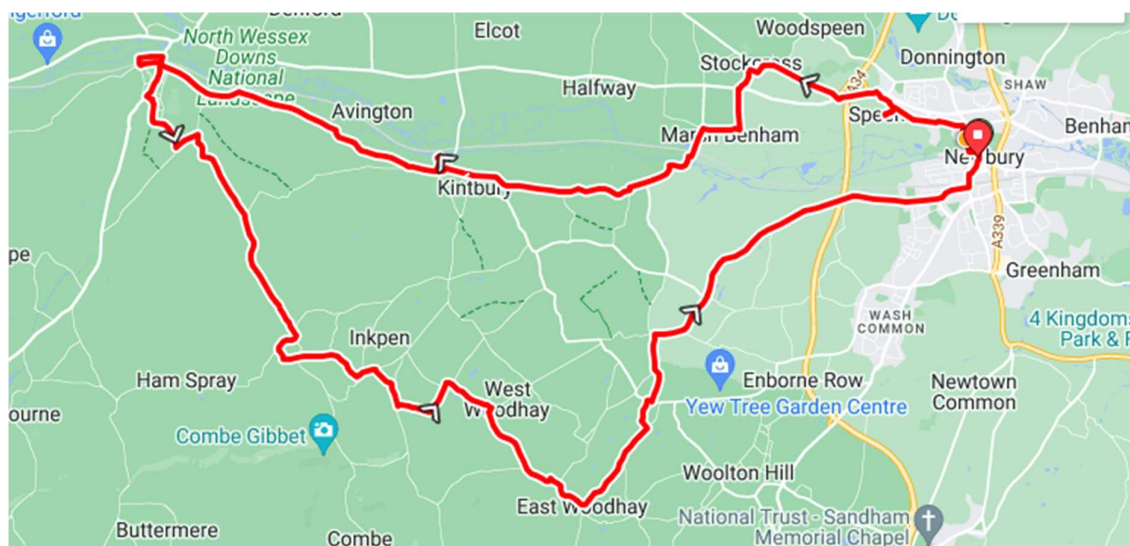 Denford
Woodspeen
Elcot
North Wessex
Downs
National
Landscape
Donnington
Stockcross
A34
SHAW
Halfway
Avington
Speen
Marsh Benham
Benham
Newbury
Kintbury
A339
Greenham
WASH
COMMON
4 Kingdoms
Inkpen
Park & F
Ham Spray
West
Woodhay
Enborne Row
Newtown
Common
ourne
Yew Tree Garden Centre
Combe Gibbet
Woolton Hill
East Woodhay
National Trust - Sandham
Memorial Chapel
Buttermere
Combe